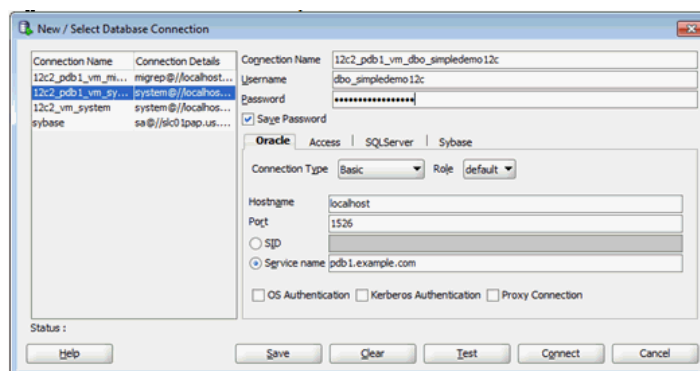 New / Select Database Connection
Connection Name Connection Details
12c2_pdb1_vm_mi... migrep@//localhost...
12c2_pdb1_vm_sy... system@//localhos...
12c2_vm_system system@//localhos...
sybase sa@//slc01pap.us....
Status :
Connection Name 12c2_pdb1_vm_dbo_simpledemo12c
Username dbo_simpledemo12c
Password •••••••••••••••••
Save Password
Oracle Access SQLServer Sybase
Connection Type Basic Role default
Hostname localhost
Port 1526
SID
Service name pdb1.example.com
OS Authentication Kerberos Authentication Proxy Connection
Help Save Clear Test Connect Cancel